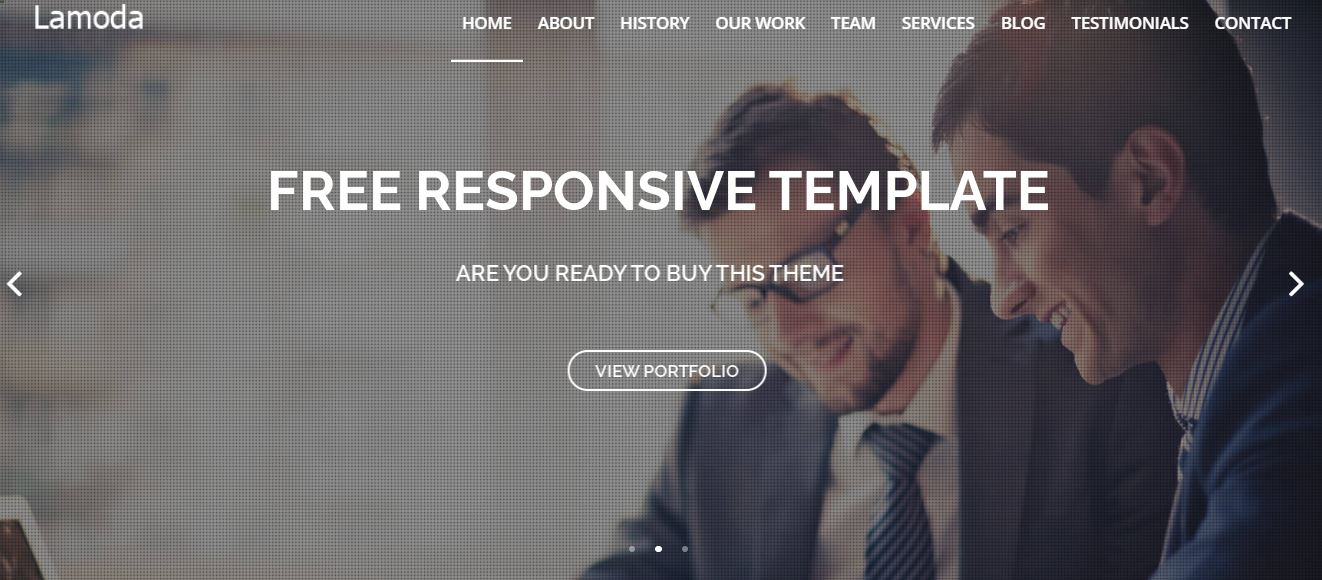 Lamoda
HOME ABOUT HISTORY OUR WORK TEAM SERVICES BLOG TESTIMONIALS CONTACT
FREE RESPONSIVE TEMPLATE
ARE YOU READY TO BUY THIS THEME
VIEW PORTFOLIO